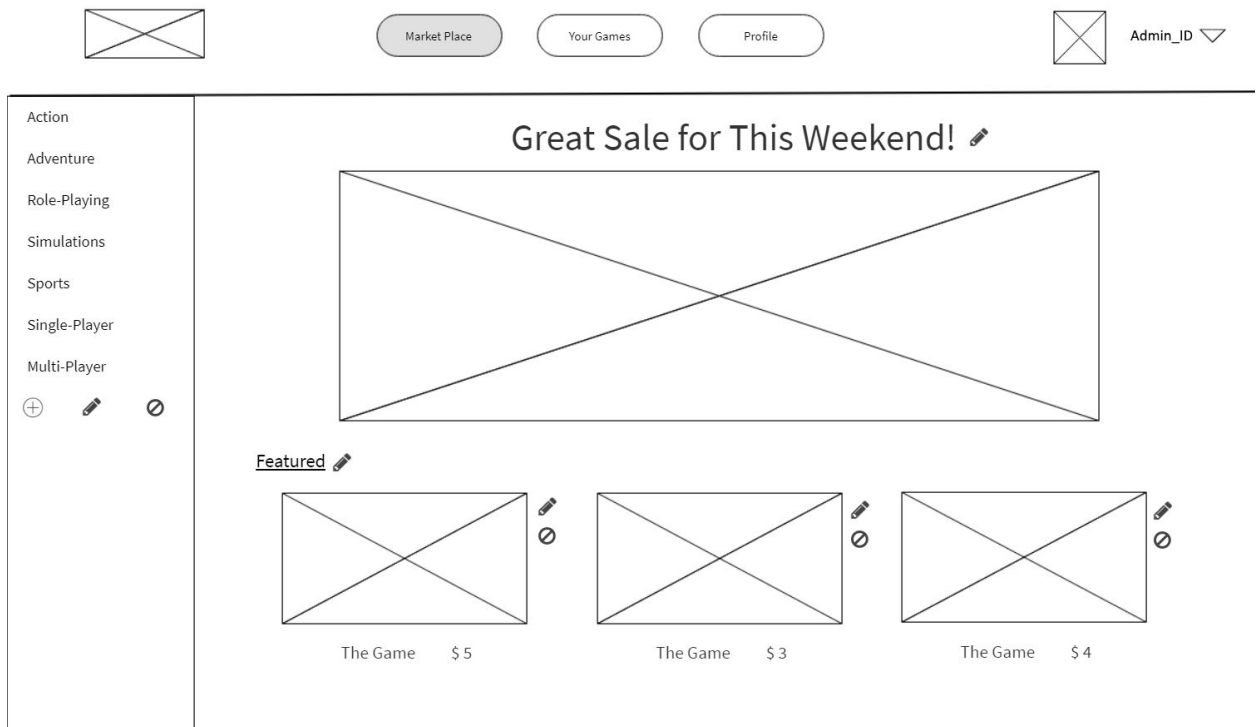 Market Place
Your Games
Profile
Admin_ID
Action
Adventure
Role-Playing
Simulations
Sports
Single-Player
Multi-Player
Great Sale for This Weekend!
Featured
The Game $ 5
The Game $ 3
The Game $ 4